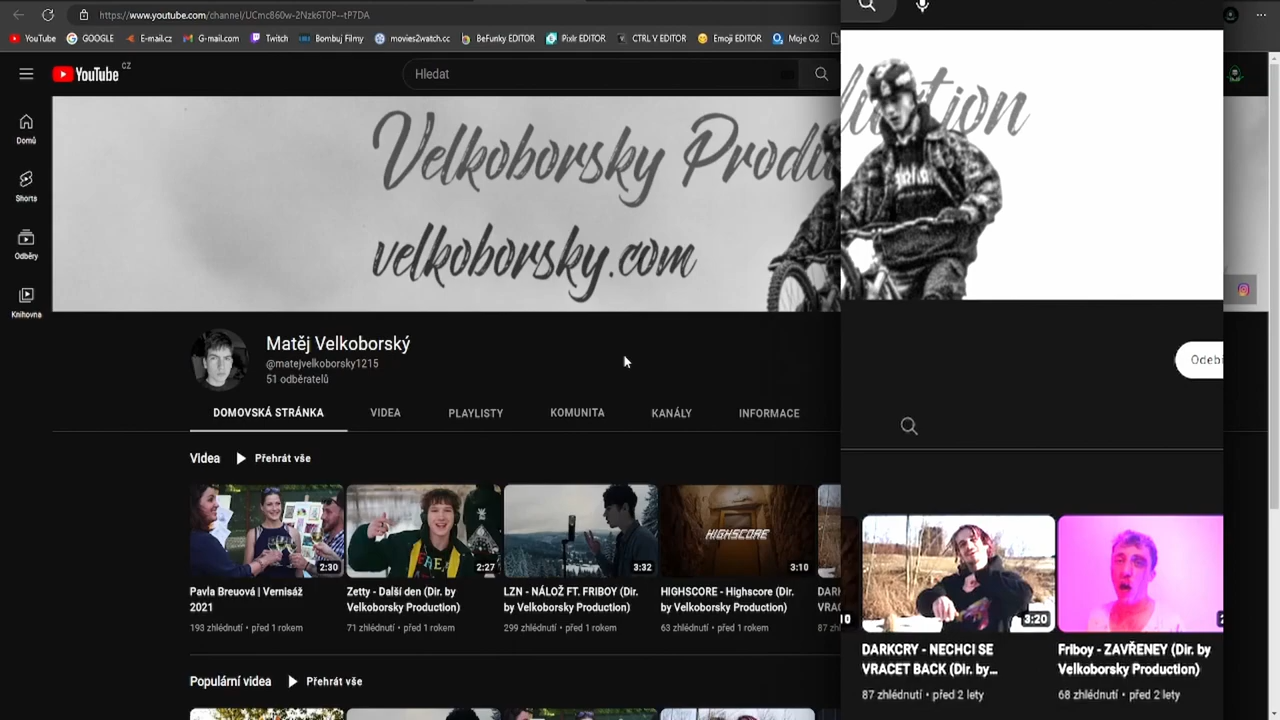 https://www.youtube.com/channel/UCmc860w-2Nzk6T0P--tP7DA
YouTube
GOOGLE
E-mail.cz
G-mail.com
Twitch
Bombuj Filmy
movies2watch.cc
BeFunky EDITOR
Pixlr EDITOR
CTRL V EDITOR
Emoji EDITOR
Moje O2
YouTube CZ
Hledat
Domů
Shorts
Odběry
Knihovna
Velkoborsky Produ
uction
velkoborsky.com
Matěj Velkoborský
@matejvelkoborsky1215
51 odběratelů
Odebí
DOMOVSKÁ STRÁNKA
VIDEA
PLAYLISTY
KOMUNITA
KANÁLY
INFORMACE
Videa
Přehrát vše
2:30
2:27
3:32
HIGHSCORE
3:10
10
3:20
2
Pavla Breuová | Vernisáž
2021
193 zhlédnutí • před 1 rokem
Zetty - Další den (Dir. by
Velkoborsky Production)
71 zhlédnutí • před 1 rokem
LZN - NÁLOŽ FT. FRIBOY (Dir.
by Velkoborsky Production)
299 zhlédnutí • před 1 rokem
HIGHSCORE - Highscore (Dir.
by Velkoborsky Production)
63 zhlédnutí • před 1 rokem
DARK
VRAC
87 zh
DARKCRY - NECHCI SE
VRACET BACK (Dir. by...
87 zhlédnutí • před 2 lety
Friboy - ZAVŘENEY (Dir. by
Velkoborsky Production)
68 zhlédnutí • před 2 lety
Populární videa
Přehrát vše